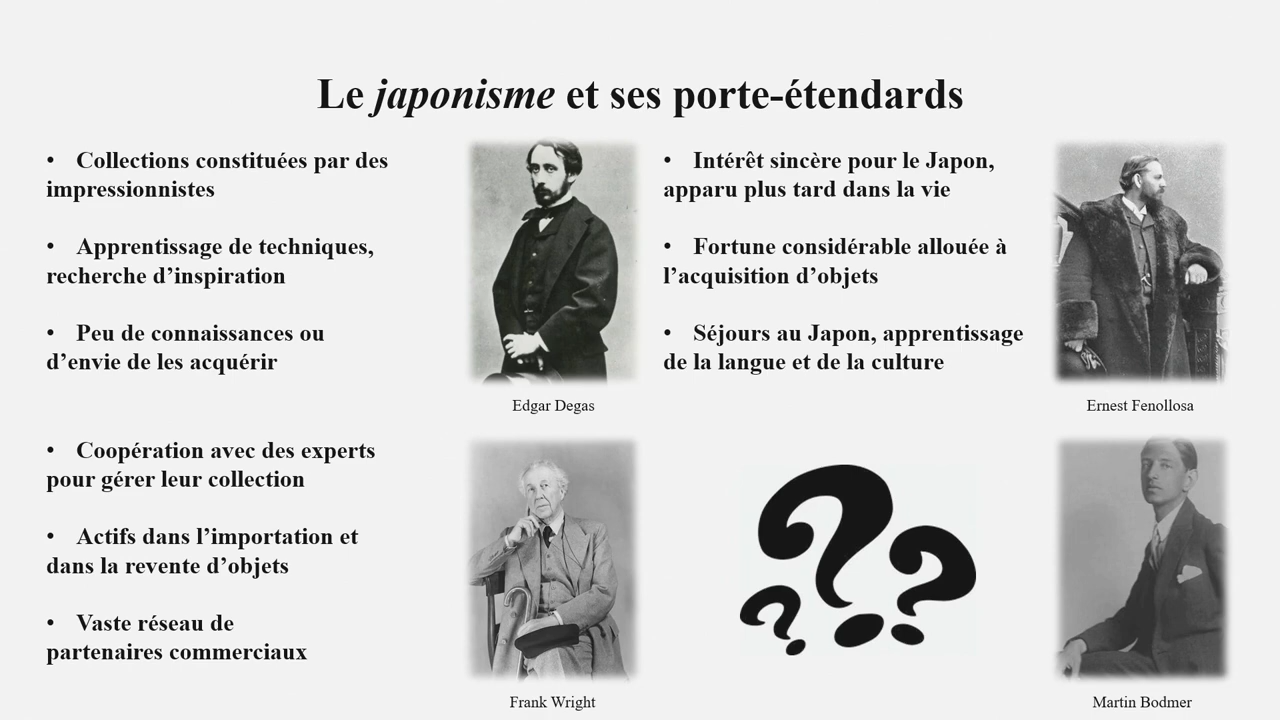 Le japonisme et ses porte-étendards
• Collections constituées par des
impressionnistes
• Apprentissage de techniques,
recherche d’inspiration
• Peu de connaissances ou
d’envie de les acquérir
Edgar Degas
• Intérêt sincère pour le Japon,
apparu plus tard dans la vie
• Fortune considérable allouée à
l’acquisition d’objets
• Séjours au Japon, apprentissage
de la langue et de la culture
Ernest Fenollosa
• Coopération avec des experts
pour gérer leur collection
• Actifs dans l’importation et
dans la revente d’objets
• Vaste réseau de
partenaires commerciaux
Frank Wright
???
Martin Bodmer